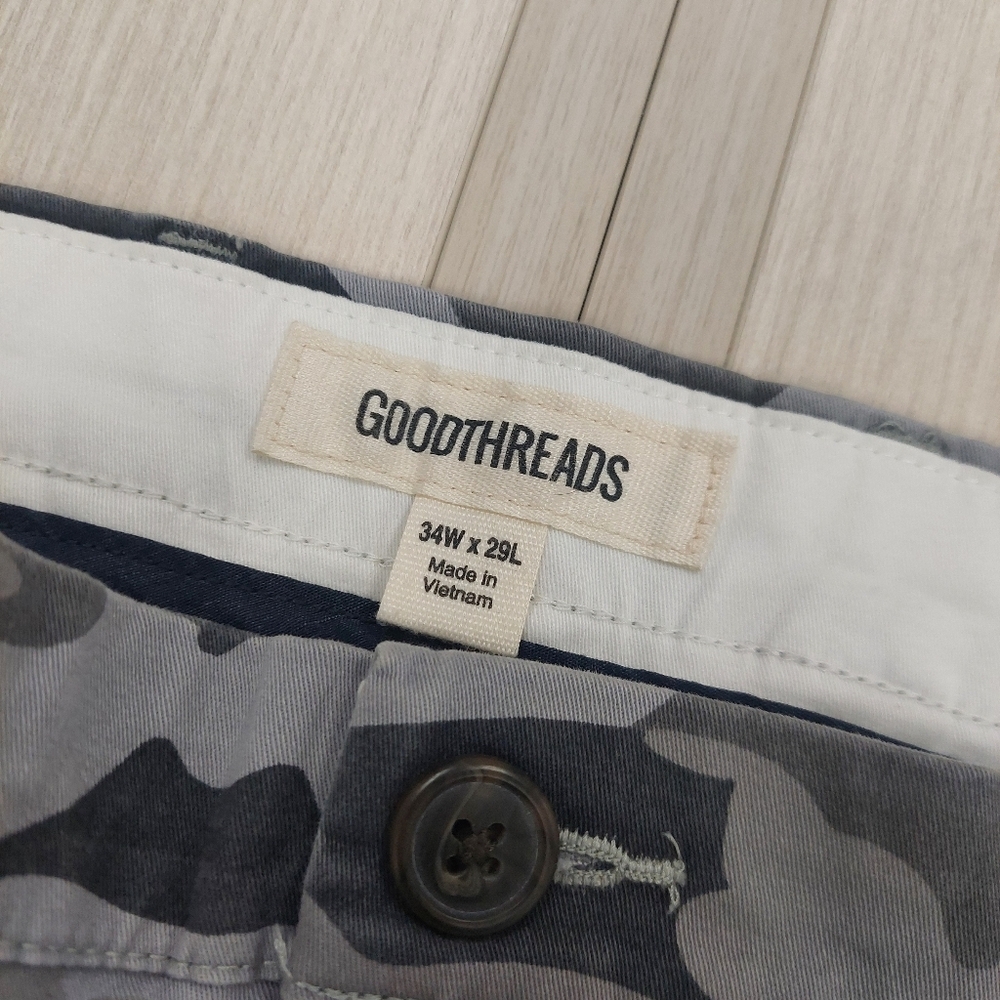 GOODTHREADS
34W x 29L
Made in
Vietnam